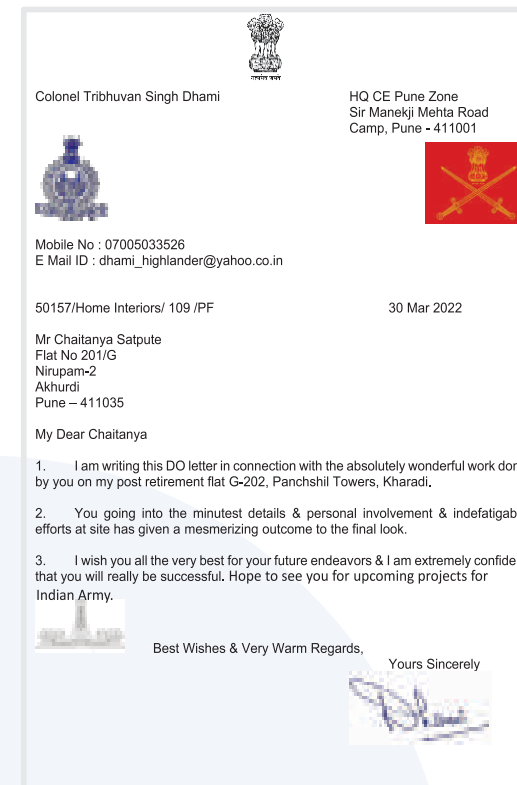 सत्यमेव जयते
Colonel Tribhuvan Singh Dhami
HQ CE Pune Zone
Sir Manekji Mehta Road
Camp, Pune - 411001
Mobile No : 07005033526
E Mail ID : dhami_highlander@yahoo.co.in
50157/Home Interiors/ 109 /PF
30 Mar 2022
Mr Chaitanya Satpute
Flat No 201/G
Nirupam-2
Akhurdi
Pune – 411035
My Dear Chaitanya
1. I am writing this DO letter in connection with the absolutely wonderful work don
by you on my post retirement flat G-202, Panchshil Towers, Kharadi.
2. You going into the minutest details & personal involvement & indefatigab
efforts at site has given a mesmerizing outcome to the final look.
3. I wish you all the very best for your future endeavors & I am extremely confide
that you will really be successful. Hope to see you for upcoming projects for
Indian Army.
Best Wishes & Very Warm Regards,
Yours Sincerely